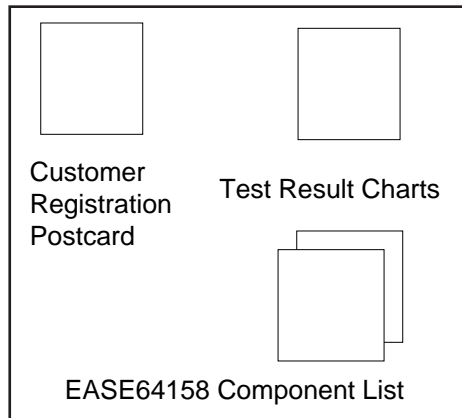 Customer
Registration
Postcard
Test Result Charts
EASE64158 Component List